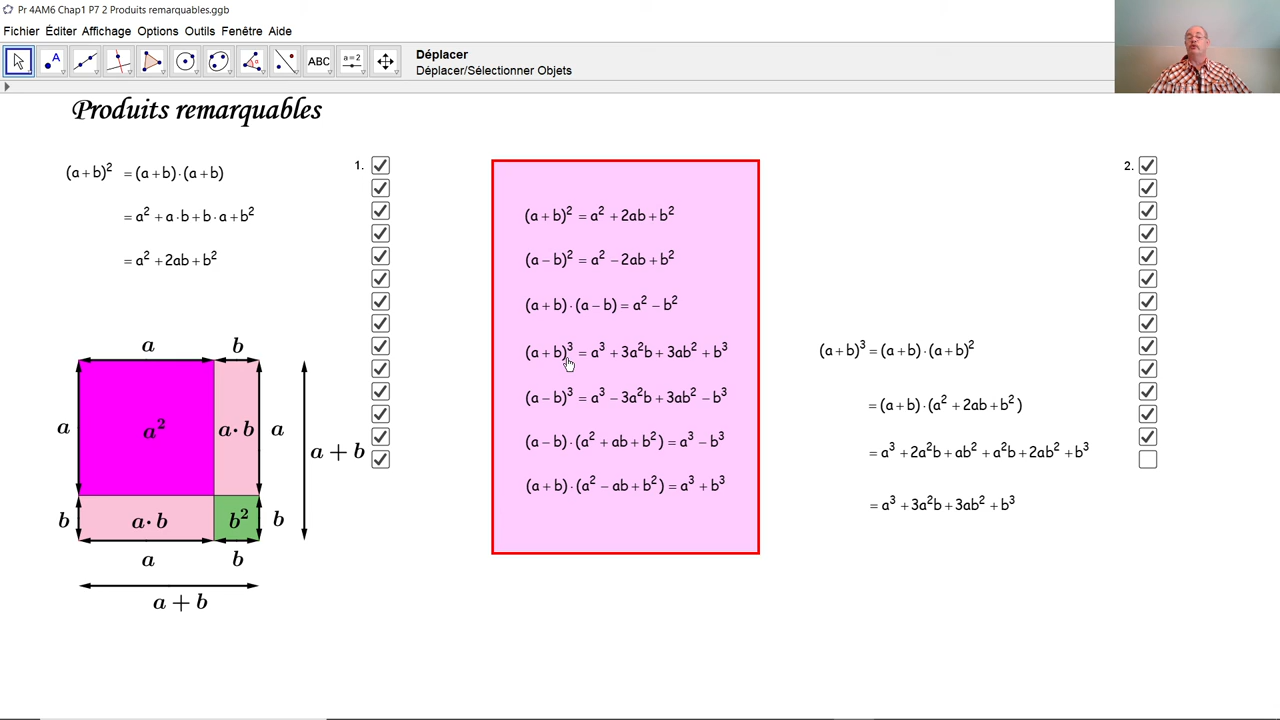 Pr 4AM6 Chap1 P7 2 Produits remarquables.ggb
Fichier Éditer Affichage Options Outils Fenêtre Aide
A
ABC
a=2
Déplacer
Déplacer/Sélectionner Objets
Produits remarquables
(a+b)² = (a+b)·(a+b)
= a² + a·b + b·a + b²
= a² + 2ab + b²
1.
a
b
a
a²
a·b
a
a + b
b
a·b
b²
b
a
b
a + b
(a+b)² = a² + 2ab + b²
(a−b)² = a² − 2ab + b²
(a+b)·(a−b) = a² − b²
(a+b)³ = a³ + 3a²b + 3ab² + b³
(a−b)³ = a³ − 3a²b + 3ab² − b³
(a−b)·(a² + ab + b²) = a³ − b³
(a+b)·(a² − ab + b²) = a³ + b³
2.
(a+b)³ = (a+b)·(a+b)²
= (a+b)·(a² + 2ab + b²)
= a³ + 2a²b + ab² + a²b + 2ab² + b³
= a³ + 3a²b + 3ab² + b³